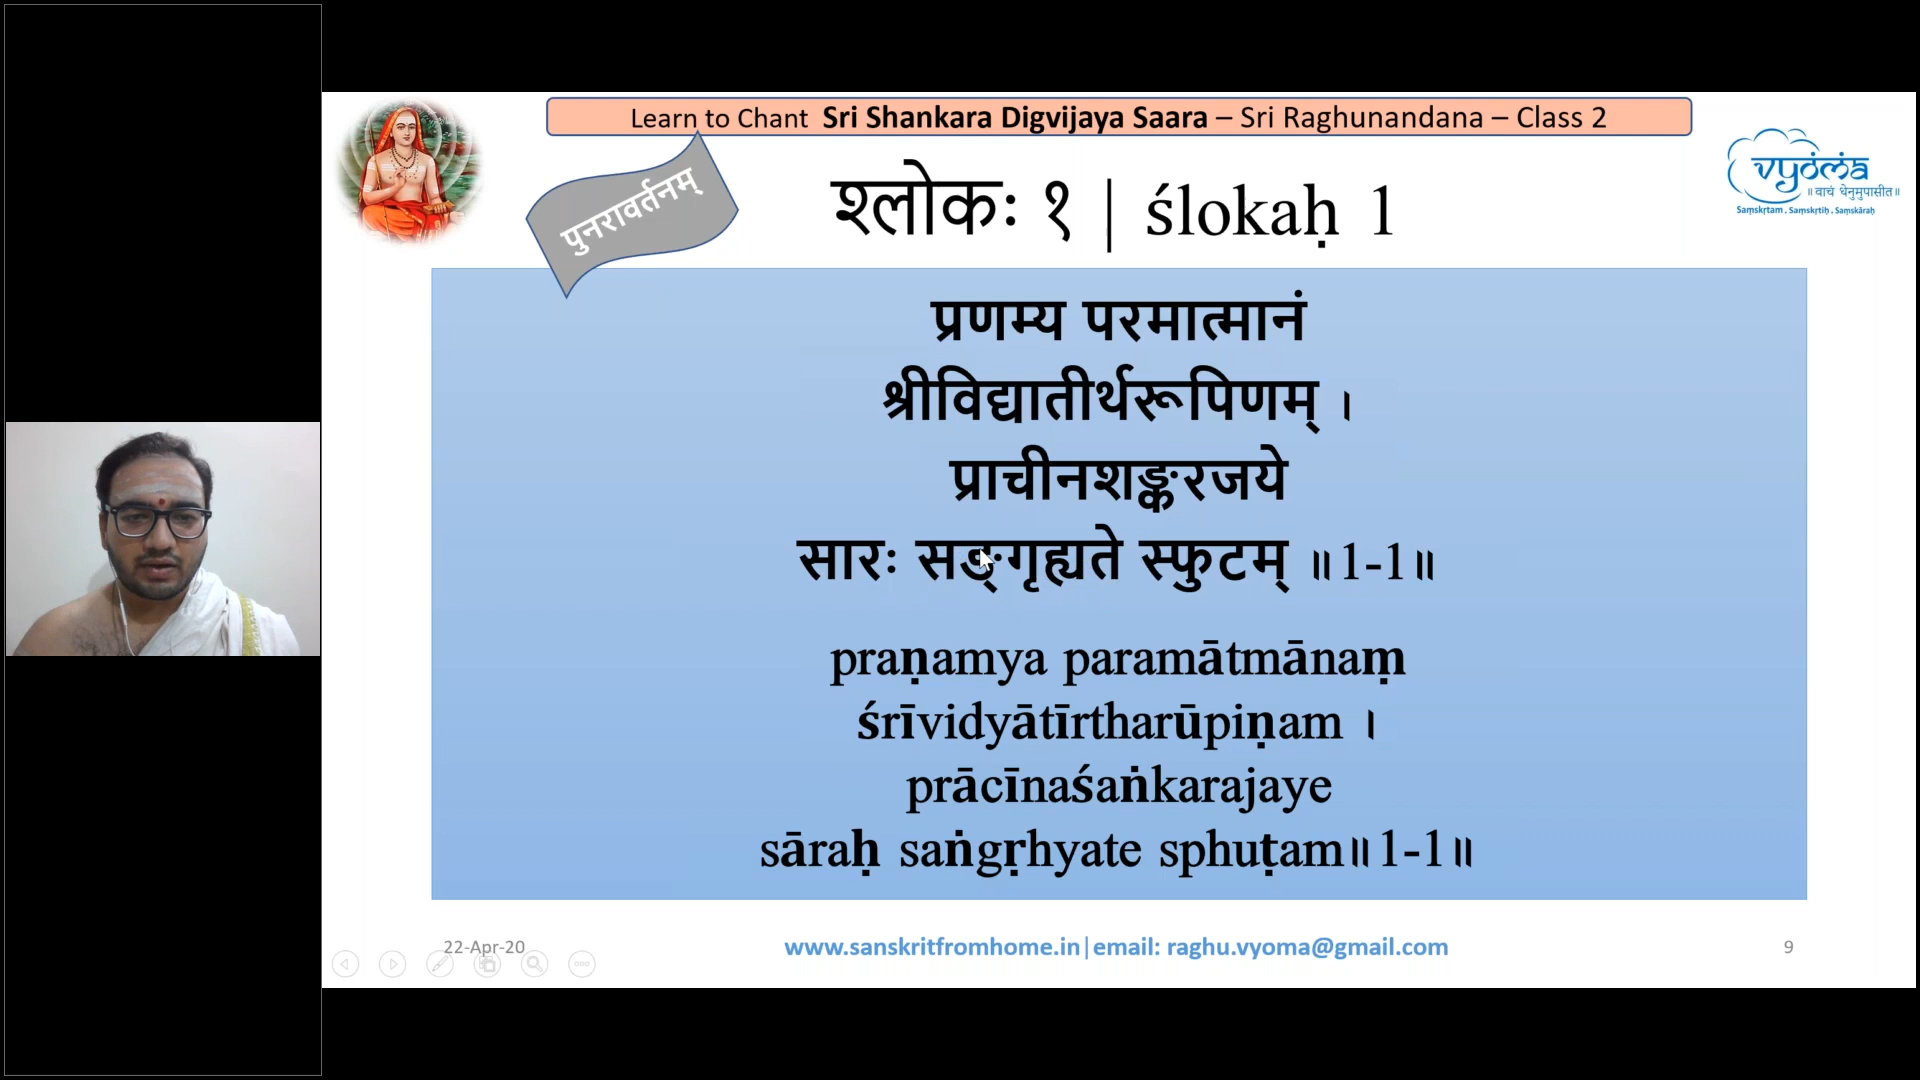 Learn to Chant Sri Shankara Digvijaya Saara – Sri Raghunandana – Class 2
vyoma
॥ वाचं धेनुमुपासीत॥
Saṃskṛtam . Saṃskṛtiḥ . Saṃskāraḥ
पुनरावर्तनम्
श्लोकः १ | ślokaḥ 1
प्रणम्य परमात्मानं
श्रीविद्यातीर्थरूपिणम् ।
प्राचीनशङ्करजये
सारः सङ्गृह्यते स्फुटम् ॥1-1॥
praṇamya paramātmānaṃ
śrīvidyātīrtharūpiṇam ।
prācīnaśaṅkarajaye
sāraḥ saṅgṛhyate sphuṭam॥1-1॥
22-Apr-20
www.sanskritfromhome.in|email: raghu.vyoma@gmail.com
9